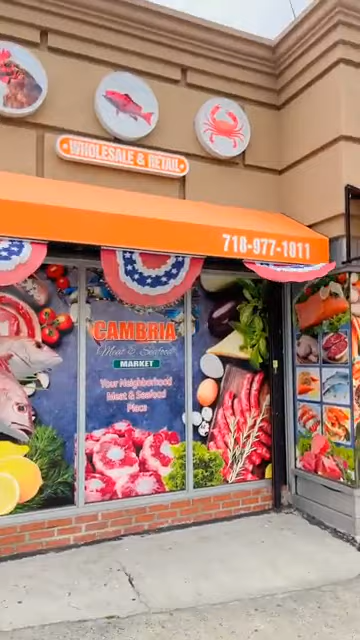 WHOLESALE & RETAIL
718-977-1011
CAMBRIA
Meat & Seafood
MARKET
Your Neighborhood
Meat & Seafood
Place